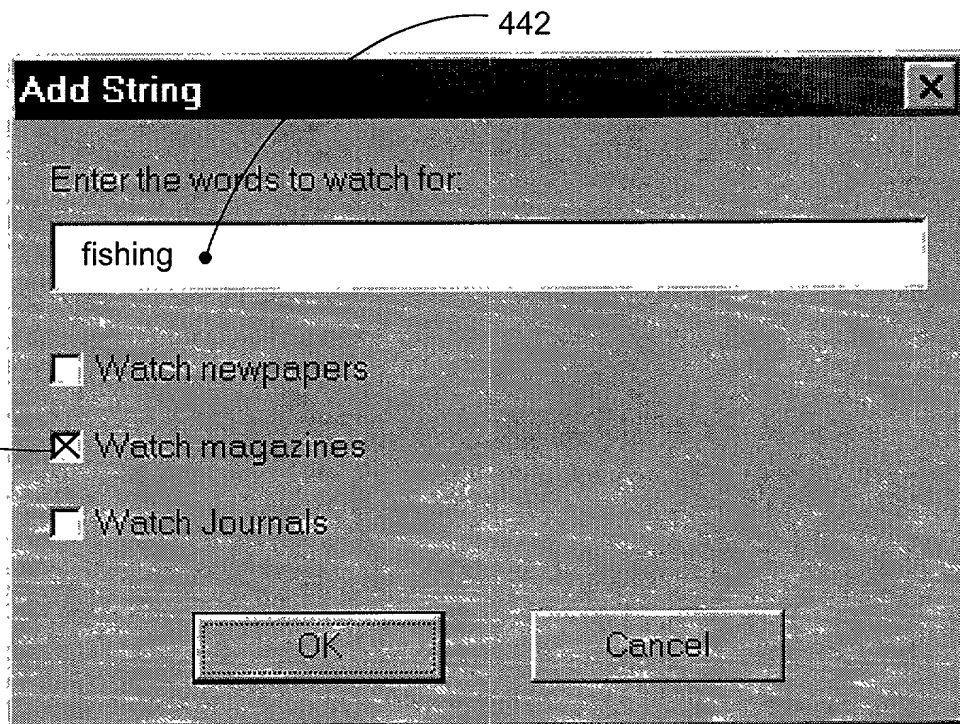 442
Add String
Enter the words to watch for:
fishing
Watch newpapers
Watch magazines
Watch Journals
OK Cancel